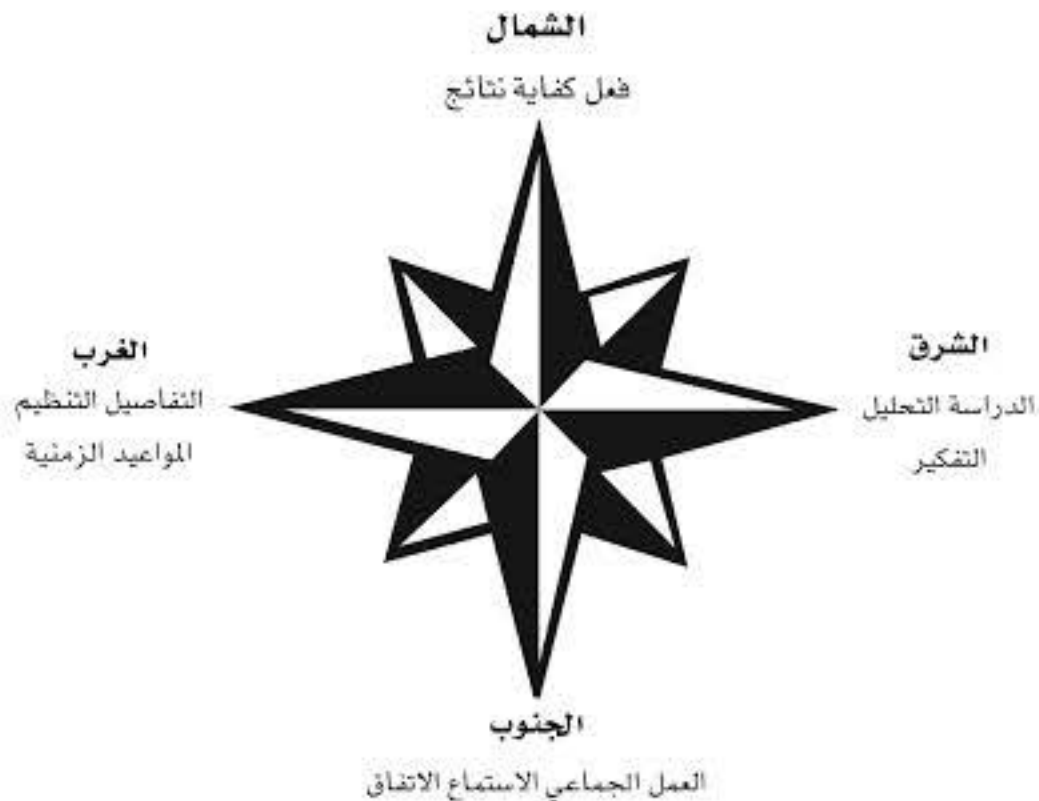 الشمال
فعل كفاية نتائج
الشرق
الدراسة التحليل
التفكير
الغرب
التفاصيل التنظيم
المواعيد الزمنية
الجنوب
العمل الجماعي الاستماع الاتفاق